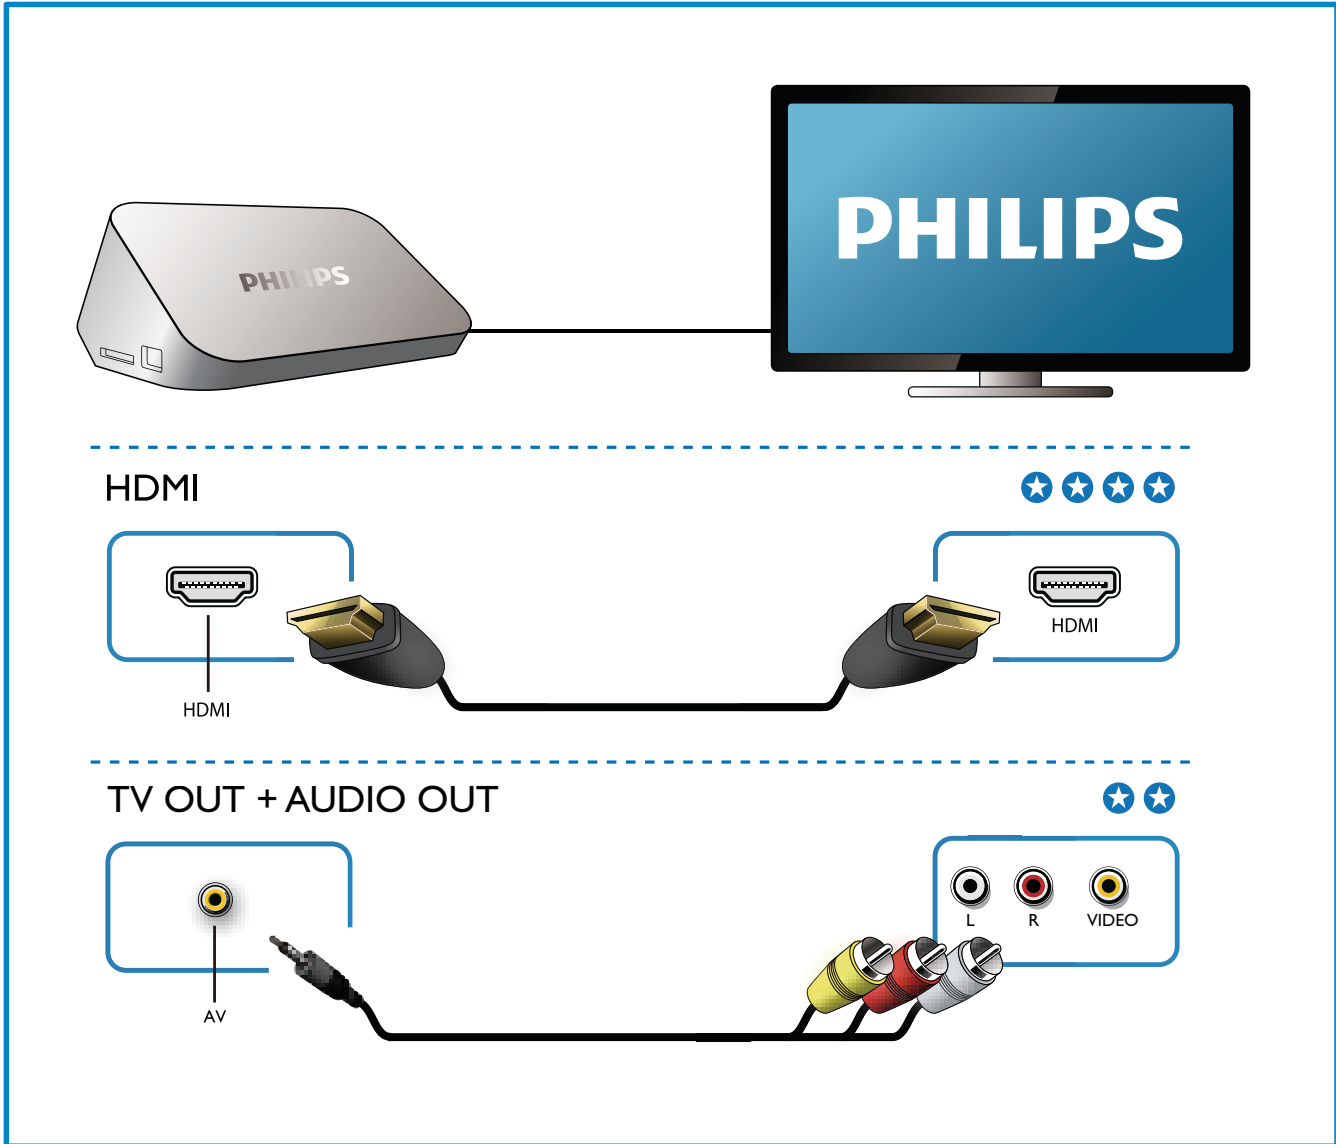 PHILIPS
PHILIPS
HDMI
HDMI
HDMI
TV OUT + AUDIO OUT
L R VIDEO
AV